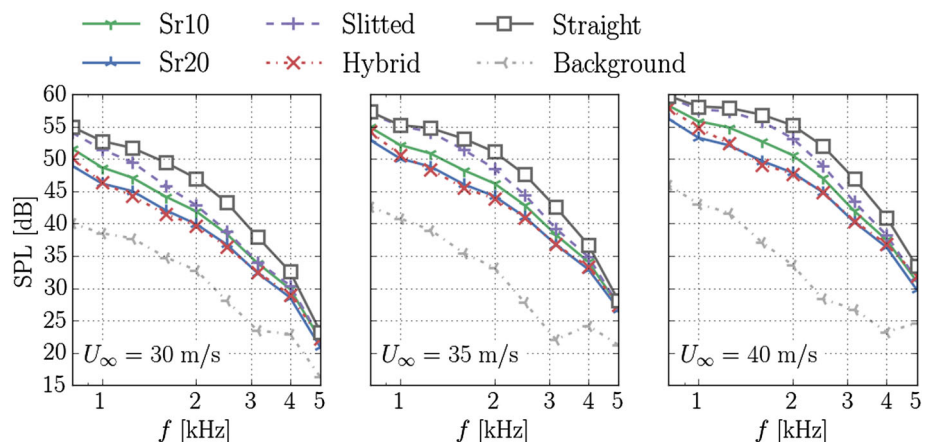 Sr10 Slitted Straight
Sr20 Hybrid Background
SPL [dB]
60
55
50
45
40
35
30
25
20
15
U∞ = 30 m/s
U∞ = 35 m/s
U∞ = 40 m/s
1 2 3 4 5
1 2 3 4 5
1 2 3 4 5
f [kHz]
f [kHz]
f [kHz]